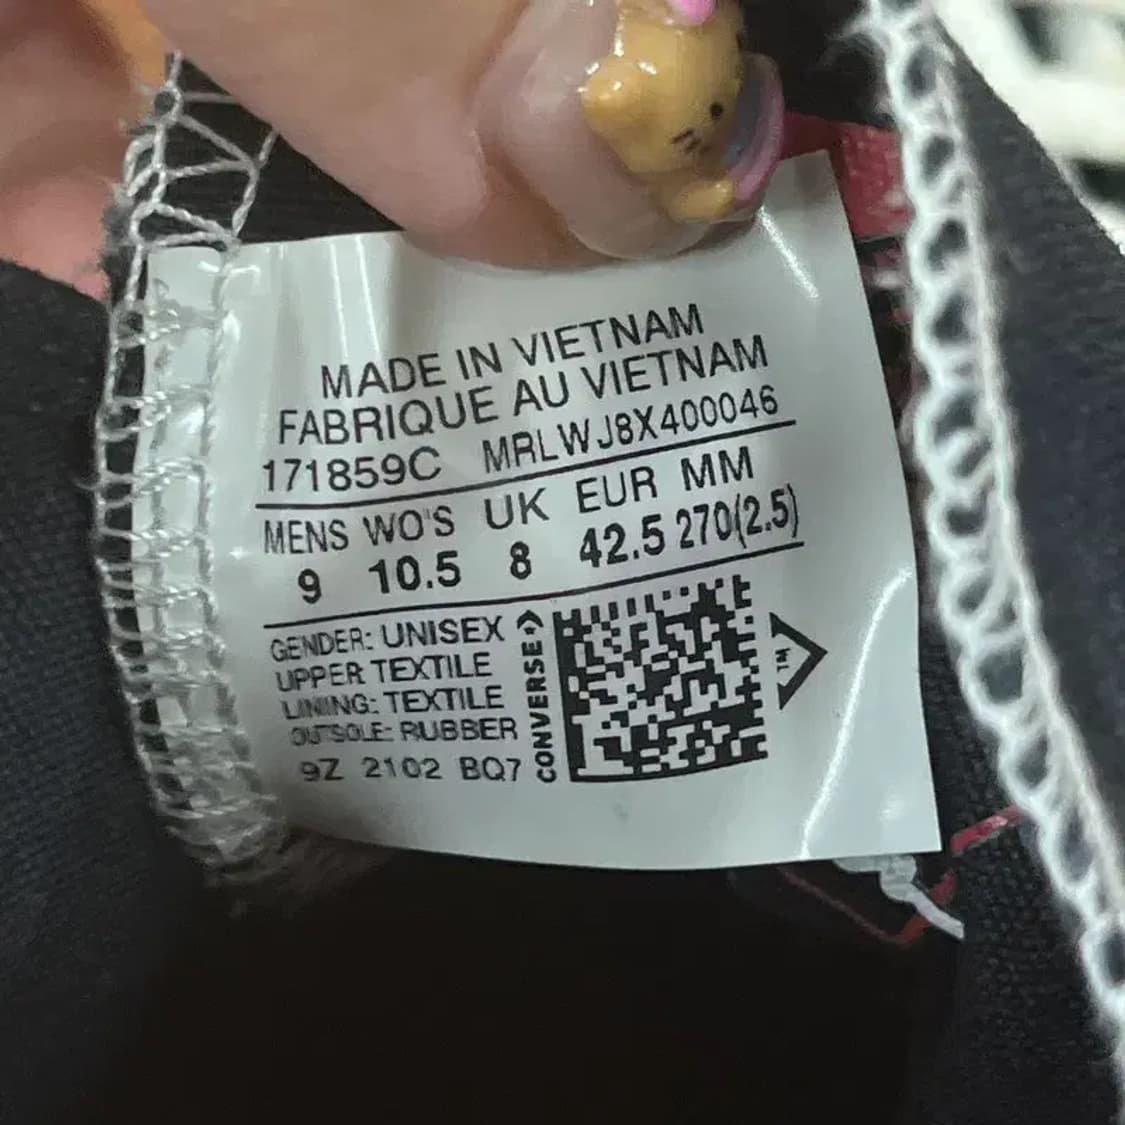 MADE IN VIETNAM
FABRIQUE AU VIETNAM
171859C MRLWJ8X400046
MENS WO'S UK EUR MM
9 10.5 8 42.5 270(2.5)
GENDER: UNISEX
UPPER TEXTILE
LINING: TEXTILE
OUTSOLE: RUBBER
9Z 2102 BQ7
CONVERSE
TM